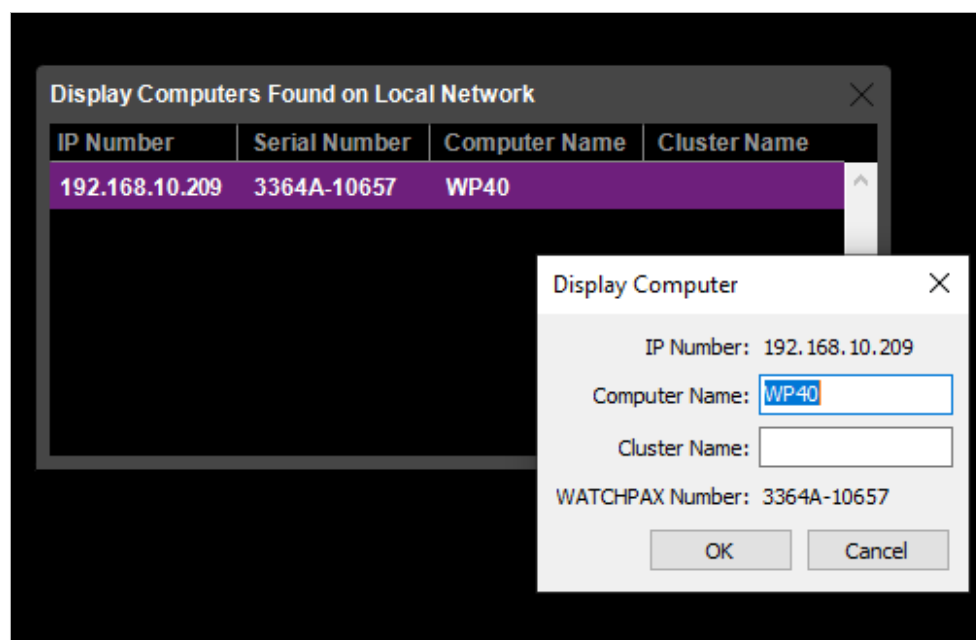 Display Computers Found on Local Network
IP Number Serial Number Computer Name Cluster Name
192.168.10.209 3364A-10657 WP40
Display Computer
IP Number: 192.168.10.209
Computer Name: WP40
Cluster Name:
WATCHPAX Number: 3364A-10657
OK Cancel